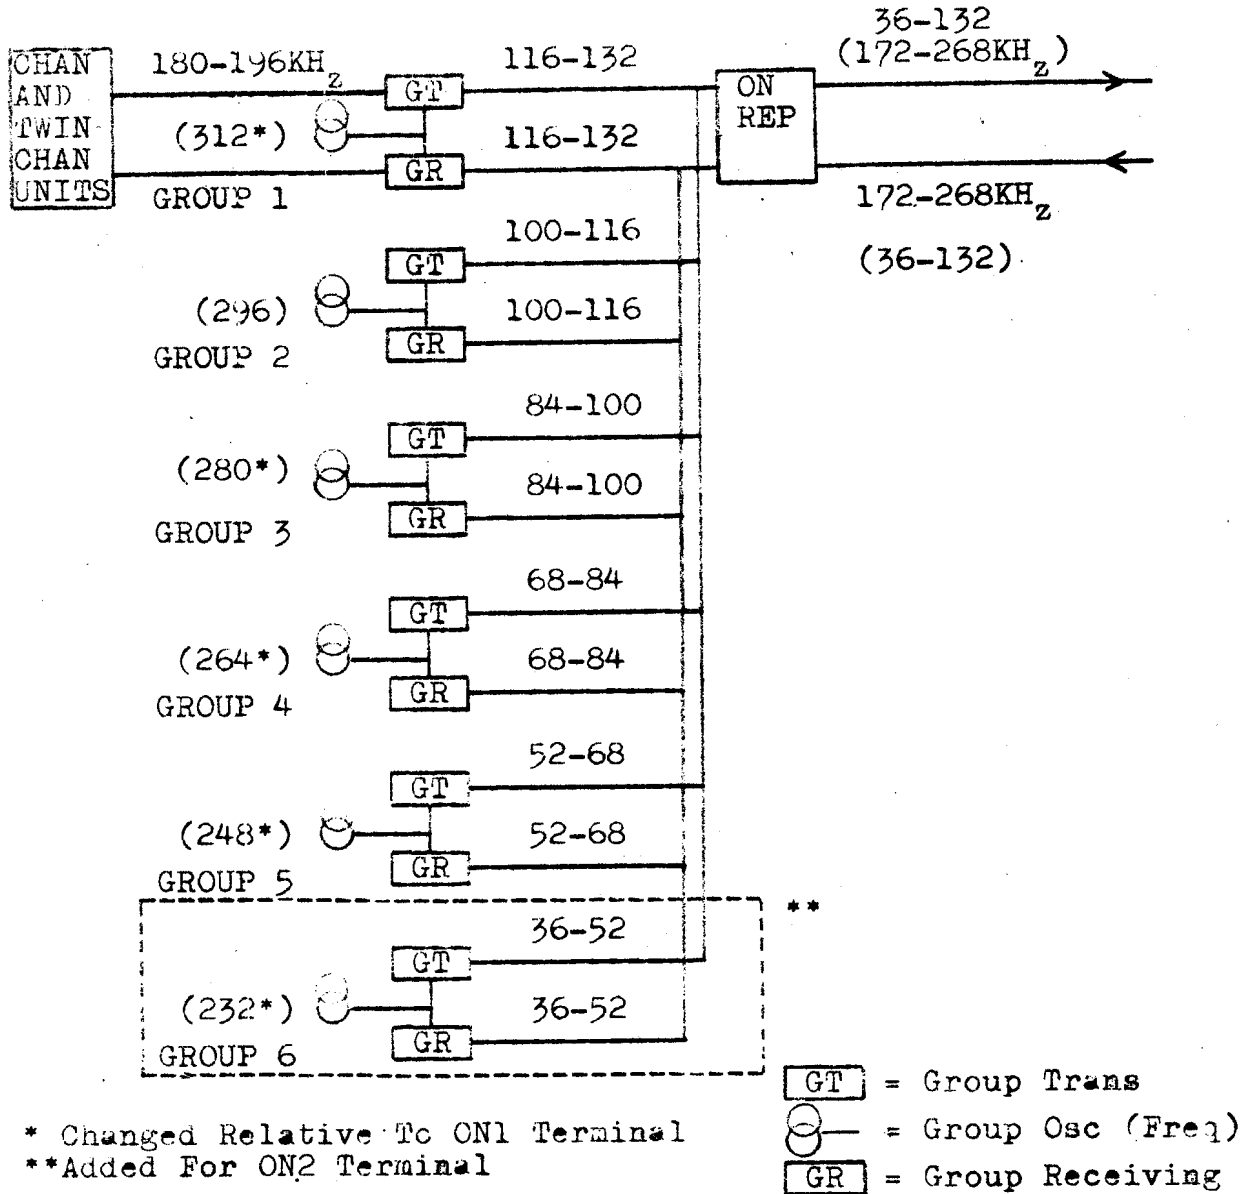 36-132
(172-268KHz)
CHAN
AND
TWIN
CHAN
UNITS
180-196KHz
GT
116-132
ON
REP
(312*)
116-132
GR
GROUP 1
172-268KHz
(36-132)
100-116
GT
(296)
100-116
GR
GROUP 2
84-100
GT
(280*)
84-100
GR
GROUP 3
68-84
GT
(264*)
68-84
GR
GROUP 4
52-68
GT
(248*)
52-68
GR
GROUP 5
**
36-52
GT
(232*)
36-52
GR
GROUP 6
GT = Group Trans
= Group Osc (Freq)
GR = Group Receiving
* Changed Relative To ON1 Terminal
**Added For ON2 Terminal